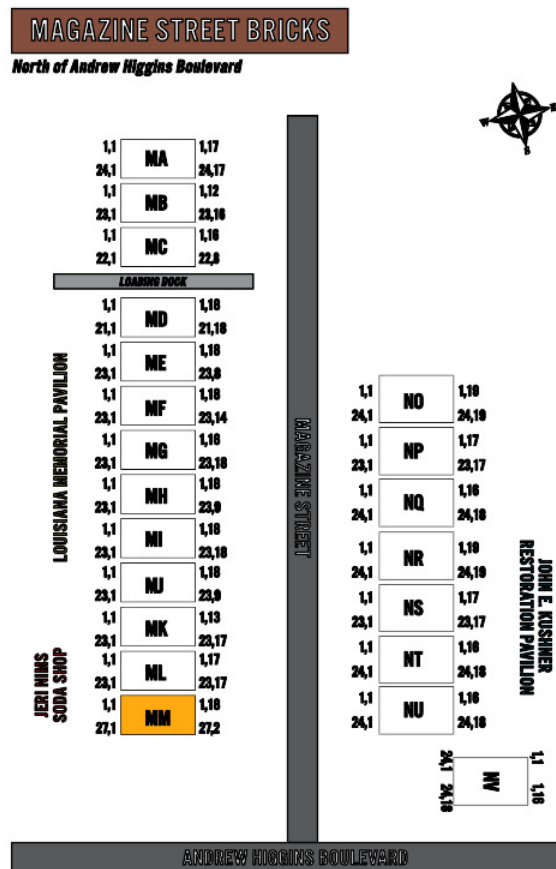 MAGAZINE STREET BRICKS
North of Andrew Higgins Boulevard
N
W
E
S
1,1 MA 1,17
24,1 24,17
1,1 MB 1,12
23,1 23,16
1,1 MC 1,16
22,1 22,8
LOADING DOCK
1,1 MD 1,18
21,1 21,18
1,1 ME 1,18
23,1 23,8
1,1 MF 1,18
23,1 23,14
1,1 MG 1,16
23,1 23,18
1,1 MH 1,18
23,1 23,9
1,1 MI 1,18
23,1 23,18
1,1 MJ 1,18
23,1 23,9
1,1 MK 1,13
23,1 23,17
1,1 ML 1,17
23,1 23,17
1,1 MM 1,18
27,1 27,2
LOUISIANA MEMORIAL PAVILION
JERI NIMS
SODA SHOP
MAGAZINE STREET
1,1 NO 1,19
24,1 24,19
1,1 NP 1,17
23,1 23,17
1,1 NQ 1,16
24,1 24,18
1,1 NR 1,19
24,1 24,19
1,1 NS 1,17
23,1 23,17
1,1 NT 1,16
24,1 24,18
1,1 NU 1,16
24,1 24,18
JOHN E. KUSHNER
RESTORATION PAVILION
24,1 NV 1,1
24,18 1,16
ANDREW HIGGINS BOULEVARD